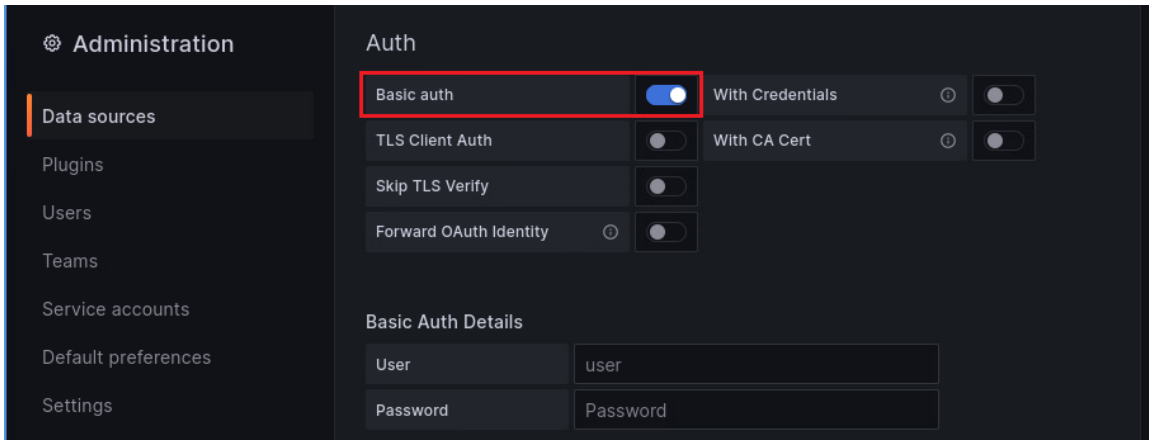 Administration
Data sources
Plugins
Users
Teams
Service accounts
Default preferences
Settings
Auth
Basic auth
With Credentials
TLS Client Auth
With CA Cert
Skip TLS Verify
Forward OAuth Identity
Basic Auth Details
User
user
Password
Password